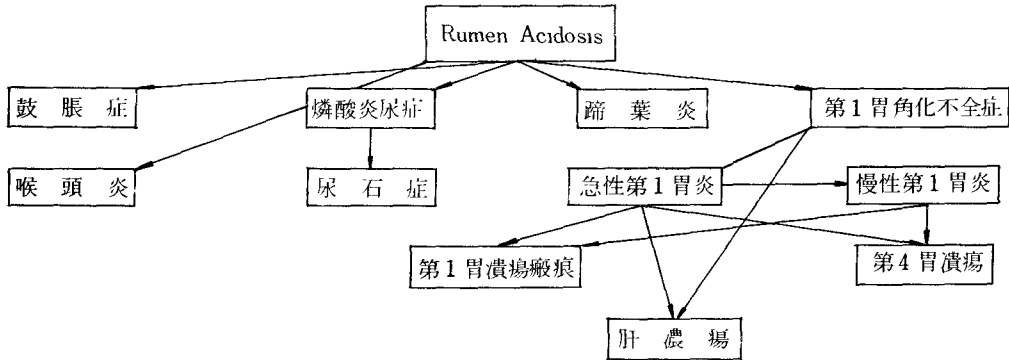 Rumen Acidosis
鼓脹症
燐酸炎尿症
蹄葉炎
第1胃角化不全症
喉頭炎
尿石症
急性第1胃炎
慢性第1胃炎
第1胃潰瘍瘢痕
第4胃潰瘍
肝濃瘍